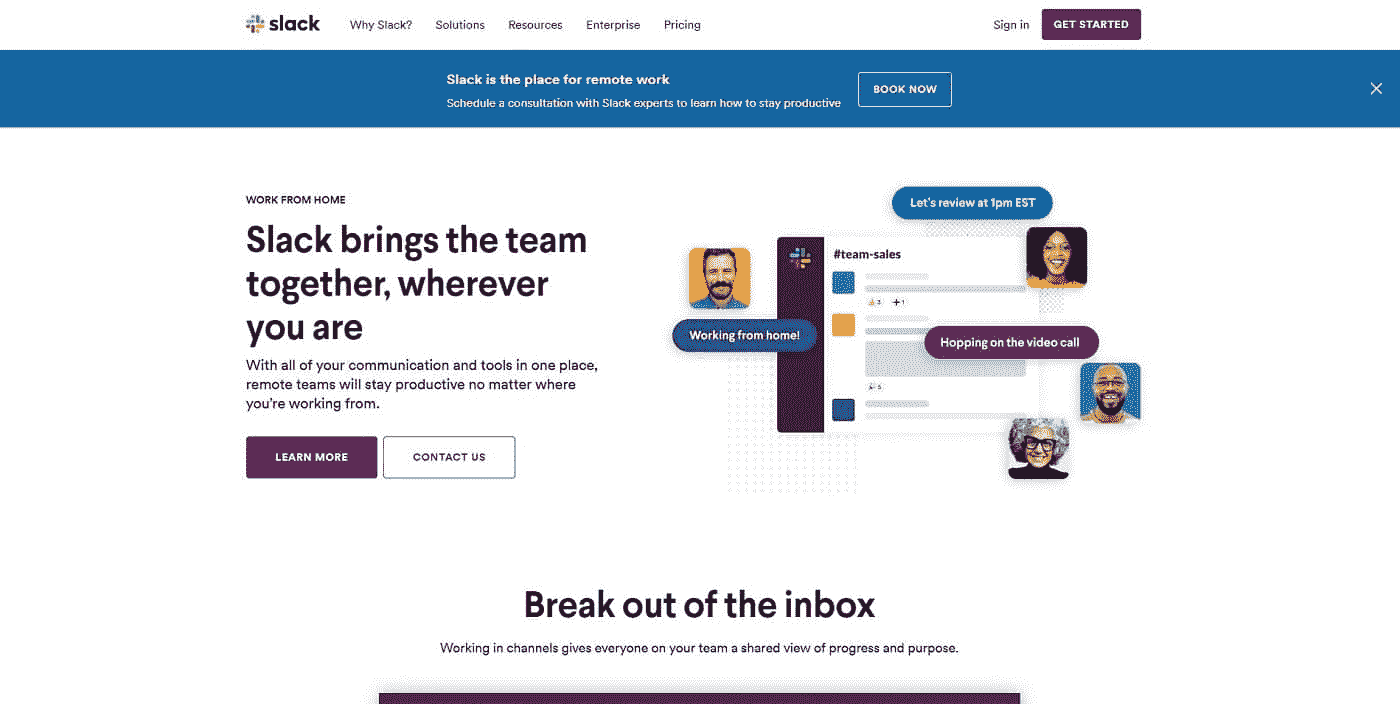 slack
Why Slack? Solutions Resources Enterprise Pricing Sign in GET STARTED
Slack is the place for remote work
Schedule a consultation with Slack experts to learn how to stay productive
BOOK NOW
WORK FROM HOME
Slack brings the team
together, wherever
you are
With all of your communication and tools in one place,
remote teams will stay productive no matter where
you're working from.
LEARN MORE CONTACT US
Let's review at 1pm EST
#team-sales
3 1
Working from home!
Hopping on the video call
5
Break out of the inbox
Working in channels gives everyone on your team a shared view of progress and purpose.